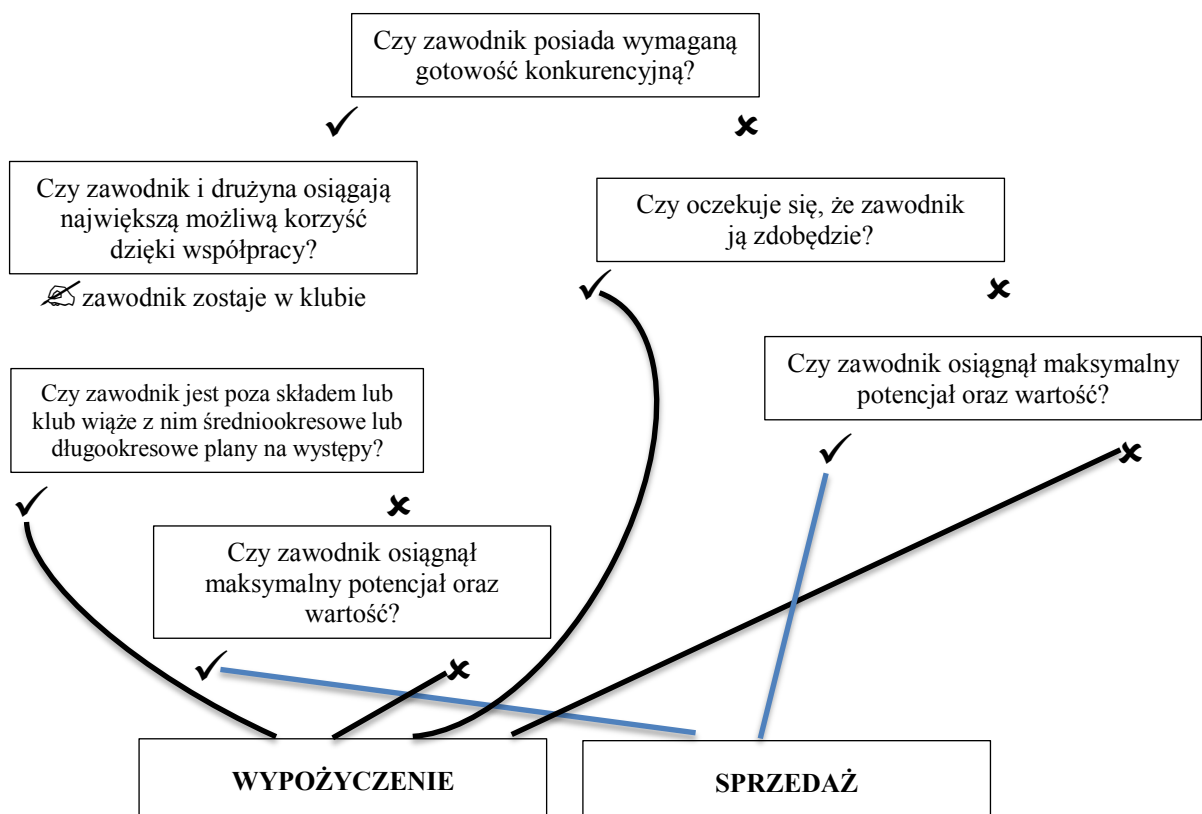 Czy zawodnik posiada wymaganą
gotowość konkurencyjną?
✓
✘
Czy zawodnik i drużyna osiągają
największą możliwą korzyść
dzięki współpracy?
✍ zawodnik zostaje w klubie
Czy oczekuje się, że zawodnik
ją zdobędzie?
✓
✘
Czy zawodnik jest poza składem lub
klub wiąże z nim średniookresowe lub
długookresowe plany na występy?
✓
✘
Czy zawodnik osiągnął maksymalny
potencjał oraz wartość?
✓
✘
Czy zawodnik osiągnął
maksymalny potencjał oraz
wartość?
✓
✘
WYPOŻYCZENIE
SPRZEDAŻ